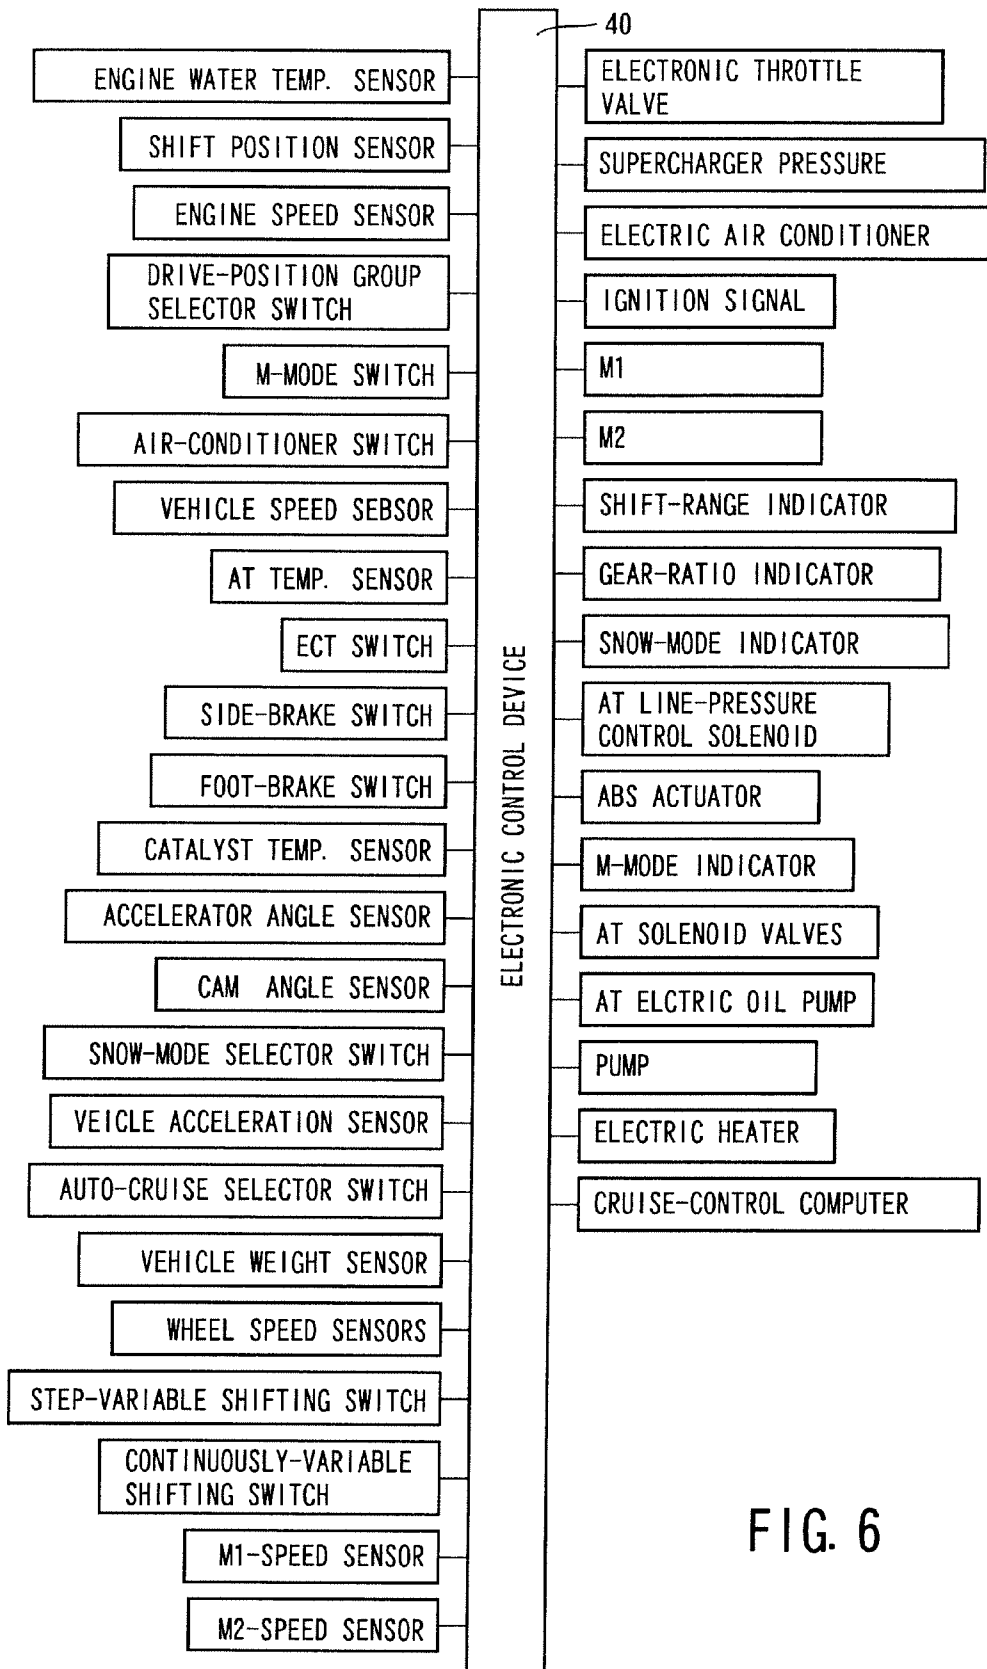 40
ENGINE WATER TEMP. SENSOR
SHIFT POSITION SENSOR
ENGINE SPEED SENSOR
DRIVE-POSITION GROUP
SELECTOR SWITCH
M-MODE SWITCH
AIR-CONDITIONER SWITCH
VEHICLE SPEED SEBSOR
AT TEMP. SENSOR
ECT SWITCH
SIDE-BRAKE SWITCH
FOOT-BRAKE SWITCH
CATALYST TEMP. SENSOR
ACCELERATOR ANGLE SENSOR
CAM ANGLE SENSOR
SNOW-MODE SELECTOR SWITCH
VEICLE ACCELERATION SENSOR
AUTO-CRUISE SELECTOR SWITCH
VEHICLE WEIGHT SENSOR
WHEEL SPEED SENSORS
STEP-VARIABLE SHIFTING SWITCH
CONTINUOUSLY-VARIABLE
SHIFTING SWITCH
M1-SPEED SENSOR
M2-SPEED SENSOR
ELECTRONIC CONTROL DEVICE
ELECTRONIC THROTTLE
VALVE
SUPERCHARGER PRESSURE
ELECTRIC AIR CONDITIONER
IGNITION SIGNAL
M1
M2
SHIFT-RANGE INDICATOR
GEAR-RATIO INDICATOR
SNOW-MODE INDICATOR
AT LINE-PRESSURE
CONTROL SOLENOID
ABS ACTUATOR
M-MODE INDICATOR
AT SOLENOID VALVES
AT ELCTRIC OIL PUMP
PUMP
ELECTRIC HEATER
CRUISE-CONTROL COMPUTER
FIG. 6